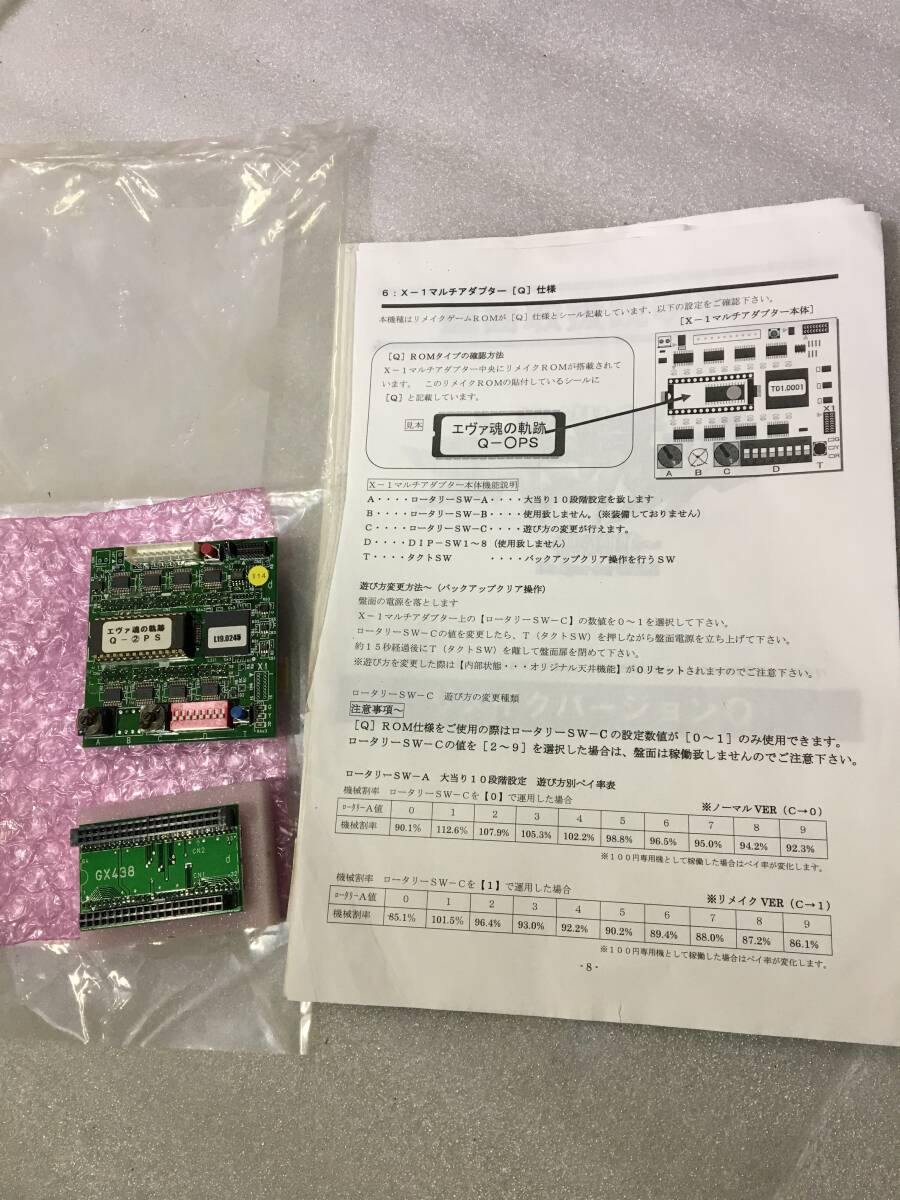 6：X－1マルチアダプター［Q］仕様
本機種はリメイクゲームROMが［Q］仕様とシール記載しています、以下の設定をご確認下さい。
［X－1マルチアダプター本体］
［Q］ROMタイプの確認方法
X－1マルチアダプター中央にリメイクROMが搭載されて
います。 このリメイクROMの貼付しているシールに
［Q］と記載しています。
見本
エヴァ魂の軌跡
Q－○PS
T01.0001
X1
G
Y
R
A B C D T
X－1マルチアダプター本体機能説明
A・・・・ロータリーSW－A・・・・大当り10段階設定を致します
B・・・・ロータリーSW－B・・・・使用致しません。（※装備しておりません）
C・・・・ロータリーSW－C・・・・遊び方の変更が行えます。
D・・・・DIP－SW1～8（使用致しません）
T・・・・タクトSW ・・・・バックアップクリア操作を行うSW
遊び方変更方法～（バックアップクリア操作）
盤面の電源を落とします
X－1マルチアダプター上の【ロータリーSW－C】の数値を0～1を選択して下さい。
ロータリーSW－Cの値を変更したら、T（タクトSW）を押しながら盤面電源を立ち上げて下さい。
約15秒経過後にT（タクトSW）を離して盤面扉を閉めて下さい。
※遊び方を変更した際は【内部状態・・・オリジナル天井機能】が0リセットされますのでご注意下さい。
ロータリーSW－C 遊び方の変更種類
注意事項～
［Q］ROM仕様をご使用の際はロータリーSW－Cの設定数値が［0～1］のみ使用できます。
ロータリーSW－Cの値を［2～9］を選択した場合は、盤面は稼働致しませんのでご注意下さい。
ロータリーSW－A 大当り10段階設定 遊び方別ペイ率表
機械割率 ロータリーSW－Cを【0】で運用した場合 ※ノーマルVER（C→0）
ﾛｰﾀﾘｰA値 0 1 2 3 4 5 6 7 8 9
機械割率 90.1% 112.6% 107.9% 105.3% 102.2% 98.8% 96.5% 95.0% 94.2% 92.3%
※100円専用機として稼働した場合はペイ率が変化します。
機械割率 ロータリーSW－Cを【1】で運用した場合 ※リメイクVER（C→1）
ﾛｰﾀﾘｰA値 0 1 2 3 4 5 6 7 8 9
機械割率 85.1% 101.5% 96.4% 93.0% 92.2% 90.2% 89.4% 88.0% 87.2% 86.1%
※100円専用機として稼働した場合はペイ率が変化します。
- 8 -
114
エヴァ魂の軌跡
Q－②PS
L19.0245
X1
G
Y
R
GX438
CN2
CN1
d